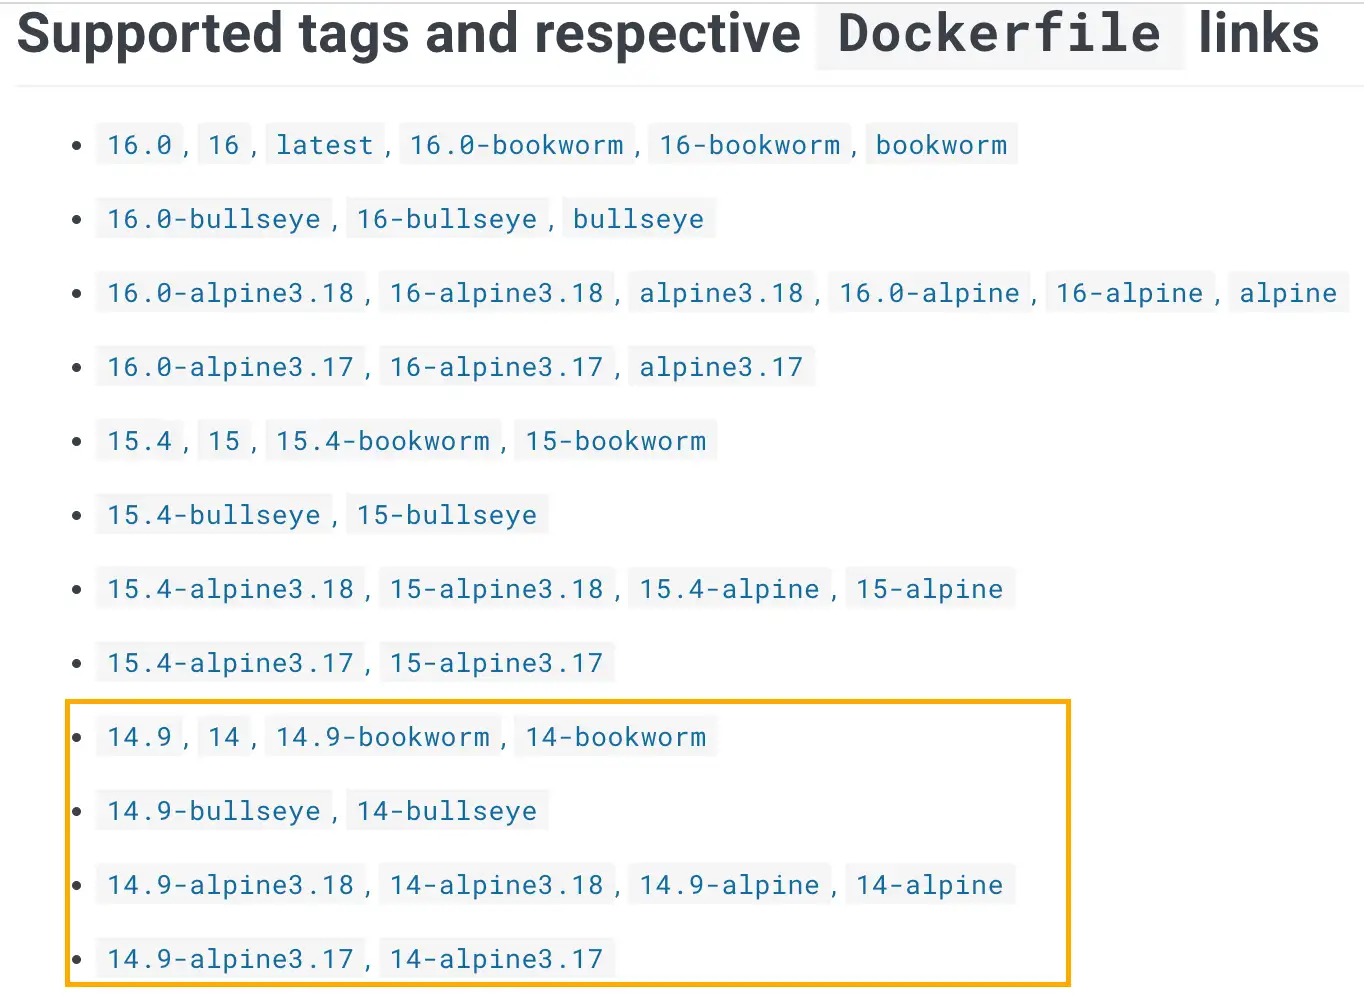 Supported tags and respective Dockerfile links
• 16.0, 16, latest, 16.0-bookworm, 16-bookworm, bookworm
• 16.0-bullseye, 16-bullseye, bullseye
• 16.0-alpine3.18, 16-alpine3.18, alpine3.18, 16.0-alpine, 16-alpine, alpine
• 16.0-alpine3.17, 16-alpine3.17, alpine3.17
• 15.4, 15, 15.4-bookworm, 15-bookworm
• 15.4-bullseye, 15-bullseye
• 15.4-alpine3.18, 15-alpine3.18, 15.4-alpine, 15-alpine
• 15.4-alpine3.17, 15-alpine3.17
• 14.9, 14, 14.9-bookworm, 14-bookworm
• 14.9-bullseye, 14-bullseye
• 14.9-alpine3.18, 14-alpine3.18, 14.9-alpine, 14-alpine
• 14.9-alpine3.17, 14-alpine3.17